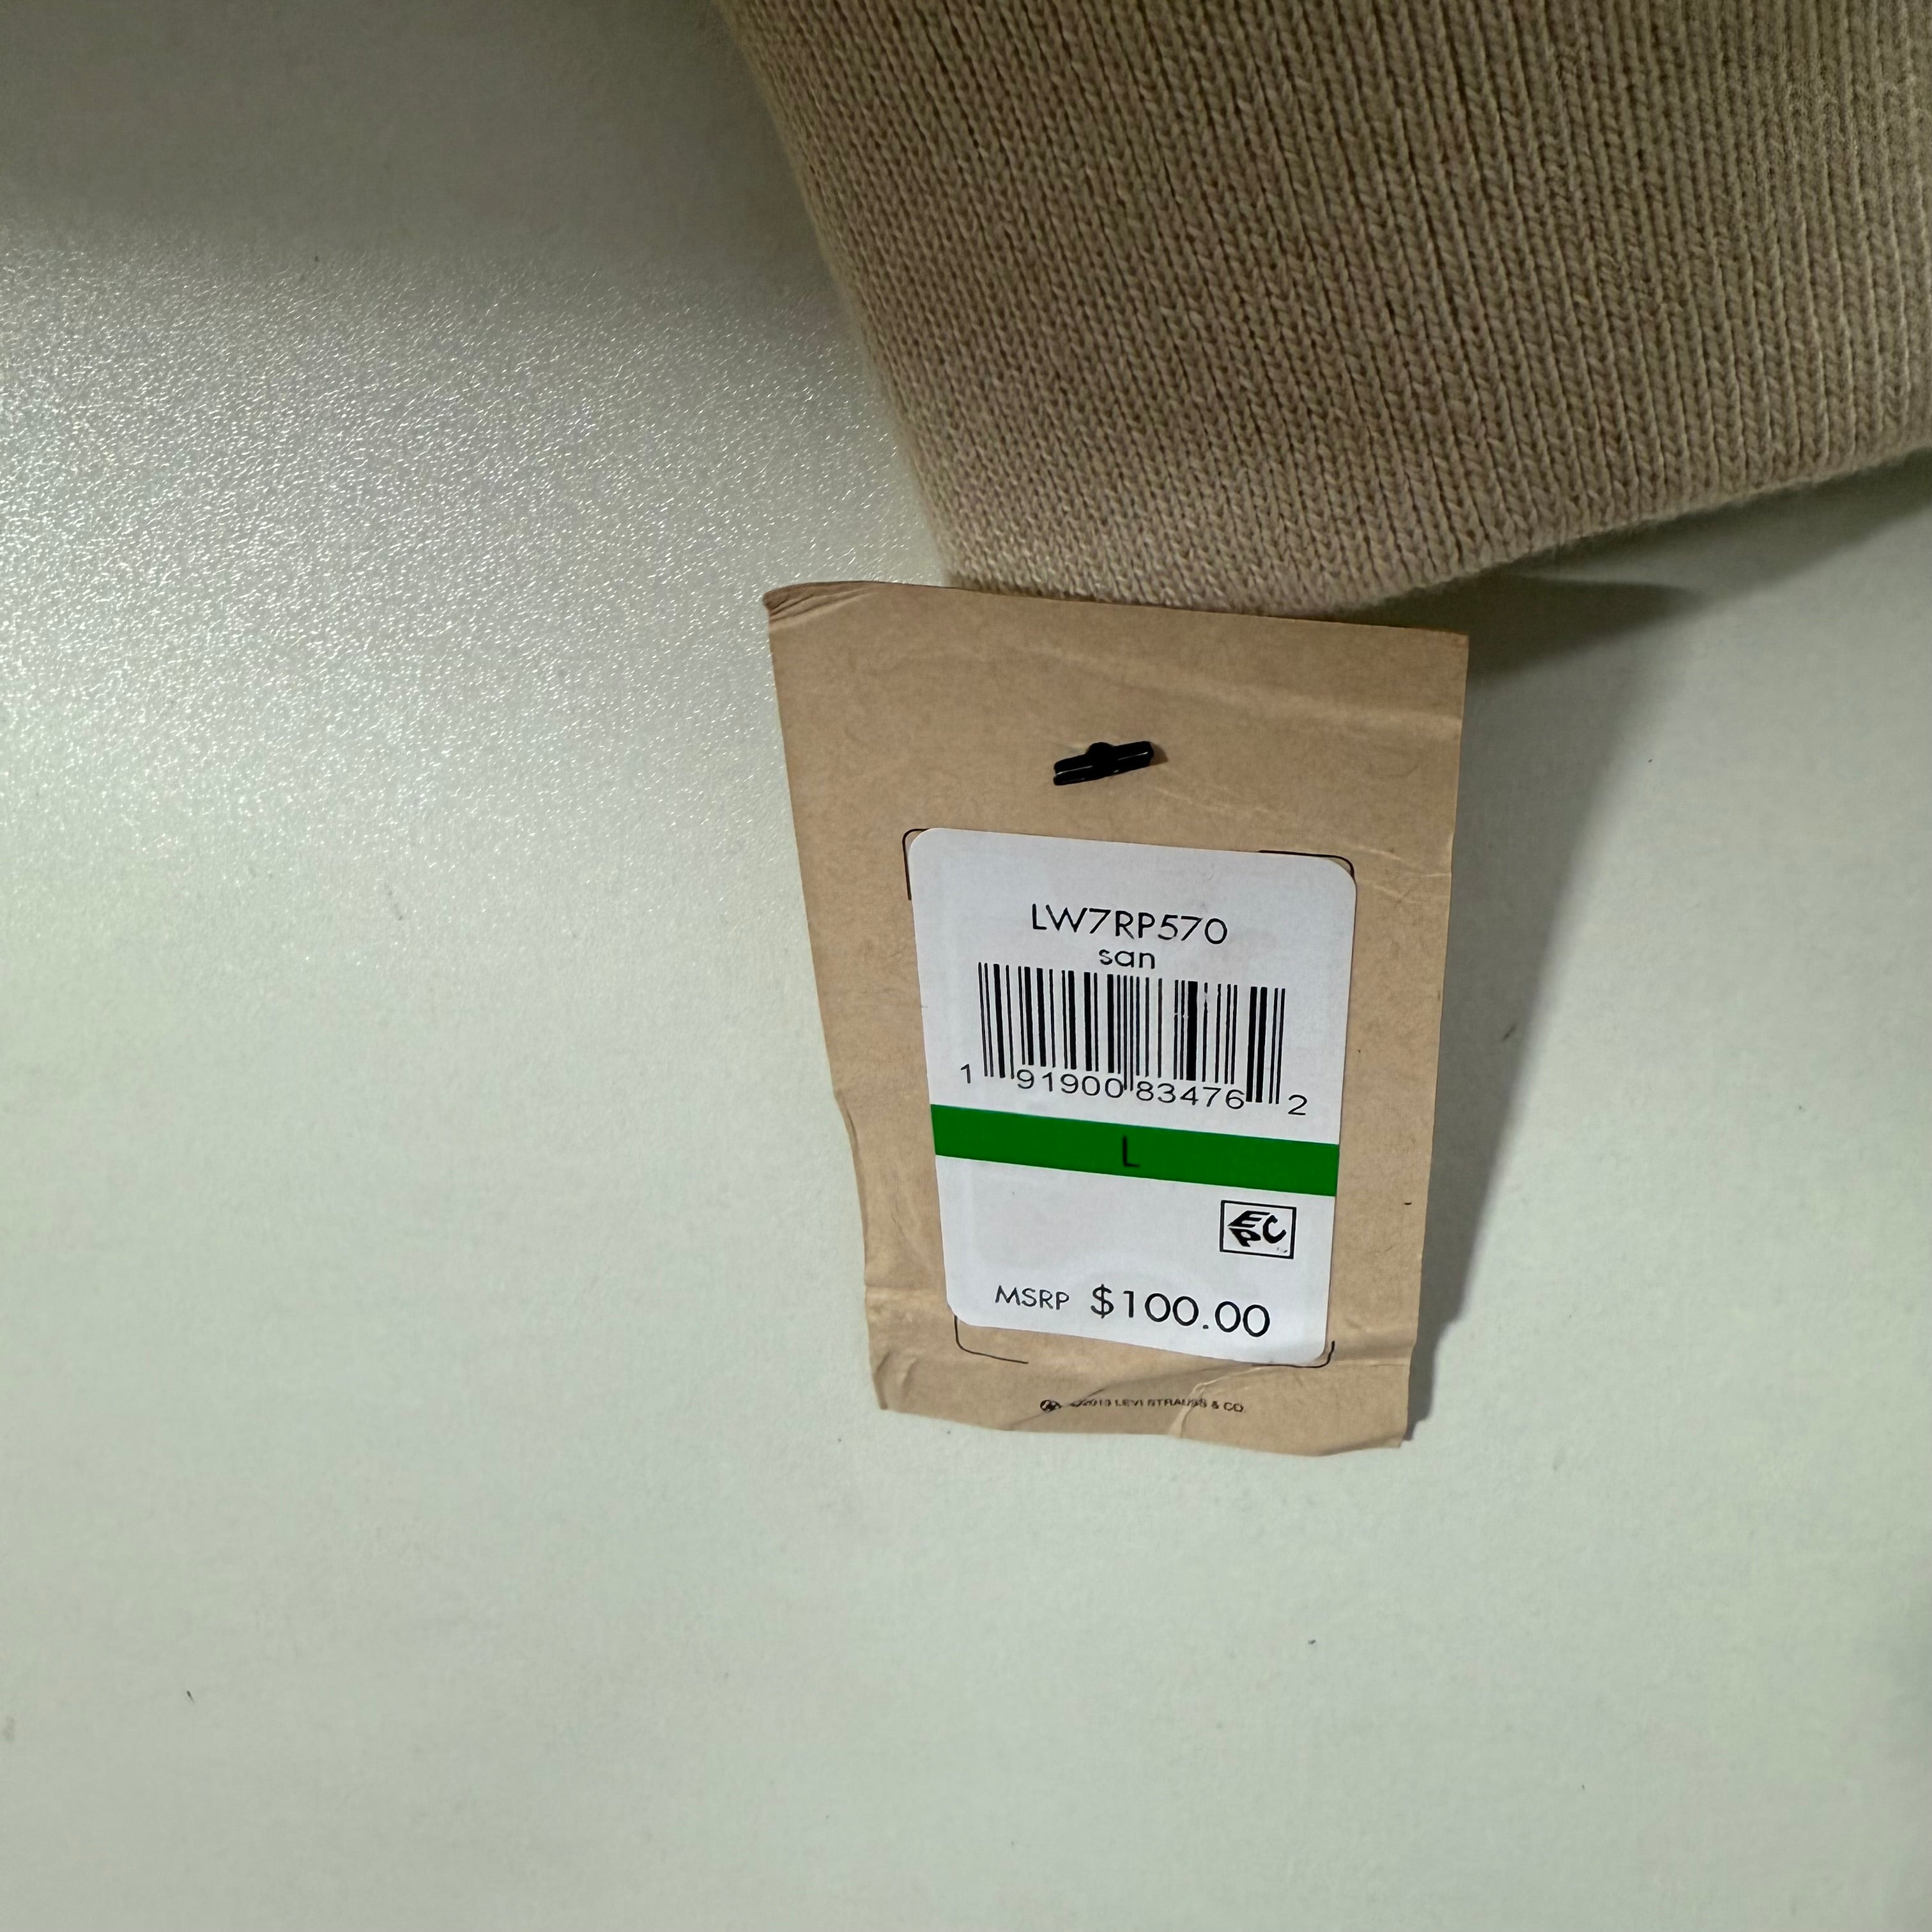 LW7RP570
san
1 91900 83476 2
L
EPC
MSRP $100.00
©2013 LEVI STRAUSS & CO.